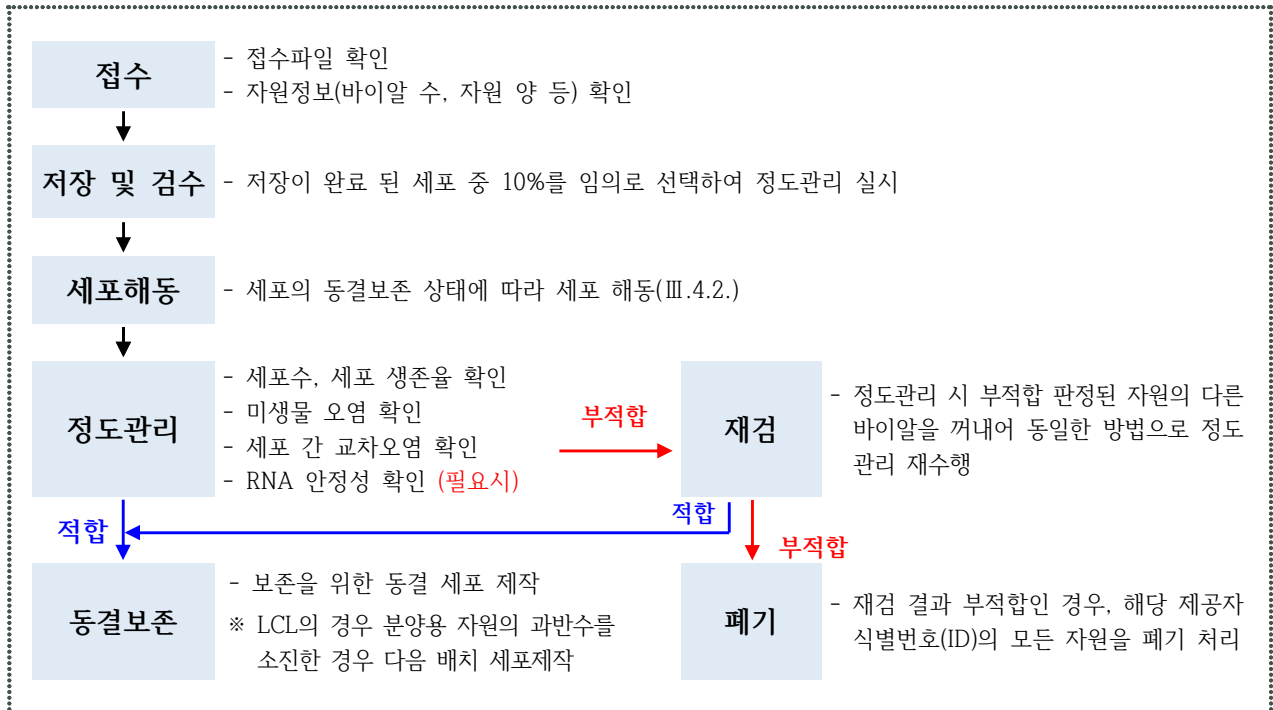 접수
- 접수파일 확인
- 자원정보(바이알 수, 자원 양 등) 확인
저장 및 검수
- 저장이 완료 된 세포 중 10%를 임의로 선택하여 정도관리 실시
세포해동
- 세포의 동결보존 상태에 따라 세포 해동(Ⅲ.4.2.)
정도관리
- 세포수, 세포 생존율 확인
- 미생물 오염 확인
- 세포 간 교차오염 확인
- RNA 안정성 확인 (필요시)
부적합
재검
- 정도관리 시 부적합 판정된 자원의 다른
바이알을 꺼내어 동일한 방법으로 정도
관리 재수행
적합
적합
부적합
동결보존
- 보존을 위한 동결 세포 제작
※ LCL의 경우 분양용 자원의 과반수를
소진한 경우 다음 배치 세포제작
폐기
- 재검 결과 부적합인 경우, 해당 제공자
식별번호(ID)의 모든 자원을 폐기 처리